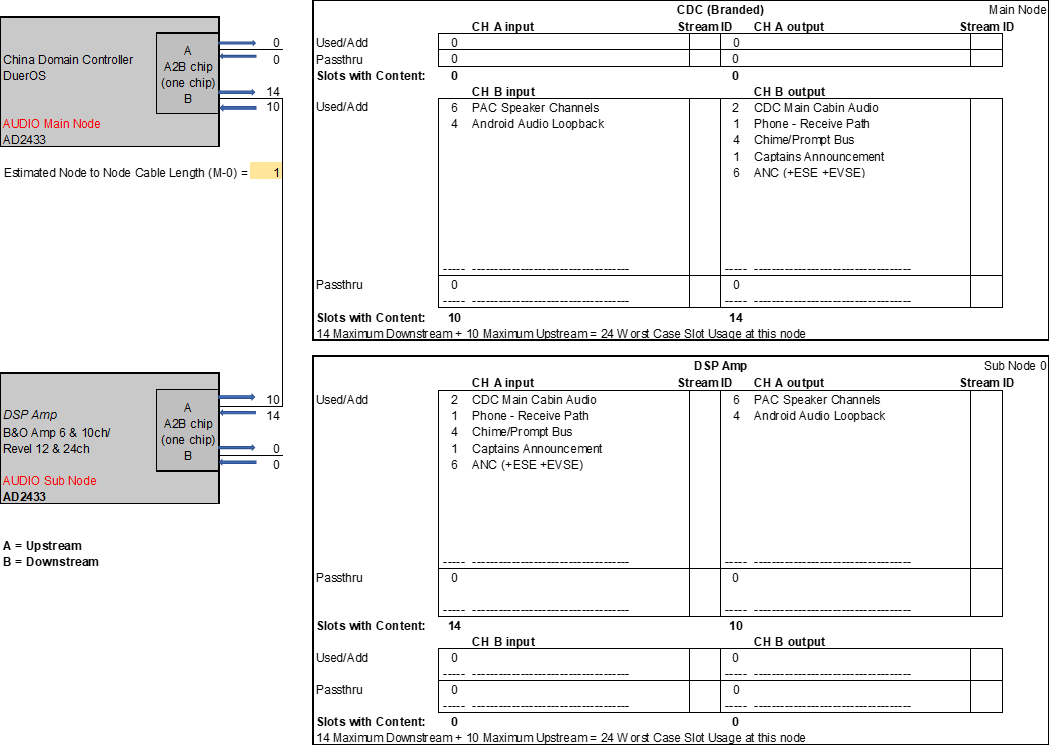 CDC (Branded) Main Node
CH A input Stream ID CH A output Stream ID
Used/Add 0 0
Passthru 0 0
Slots with Content: 0 0
CH B input CH B output
Used/Add 6 PAC Speaker Channels 2 CDC Main Cabin Audio
4 Android Audio Loopback 1 Phone - Receive Path
4 Chime/Prompt Bus
1 Captains Announcement
6 ANC (+ESE +EVSE)
----- ----------------------------------- ----- -----------------------------------
Passthru 0 0
----- ----------------------------------- ----- -----------------------------------
Slots with Content: 10 14
14 Maximum Downstream + 10 Maximum Upstream = 24 Worst Case Slot Usage at this node
China Domain Controller
DuerOS
A
A2B chip
(one chip)
B
0
0
14
10
AUDIO Main Node
AD2433
Estimated Node to Node Cable Length (M-0) = 1
DSP Amp Sub Node 0
CH A input Stream ID CH A output Stream ID
Used/Add 2 CDC Main Cabin Audio 6 PAC Speaker Channels
1 Phone - Receive Path 4 Android Audio Loopback
4 Chime/Prompt Bus
1 Captains Announcement
6 ANC (+ESE +EVSE)
----- ----------------------------------- ----- -----------------------------------
Passthru 0 0
----- ----------------------------------- ----- -----------------------------------
Slots with Content: 14 10
CH B input CH B output
Used/Add 0 0
----- ----------------------------------- ----- -----------------------------------
Passthru 0 0
----- ----------------------------------- ----- -----------------------------------
Slots with Content: 0 0
14 Maximum Downstream + 10 Maximum Upstream = 24 Worst Case Slot Usage at this node
DSP Amp
B&O Amp 6 & 10ch/
Revel 12 & 24ch
A
A2B chip
(one chip)
B
10
14
0
0
AUDIO Sub Node
AD2433
A = Upstream
B = Downstream